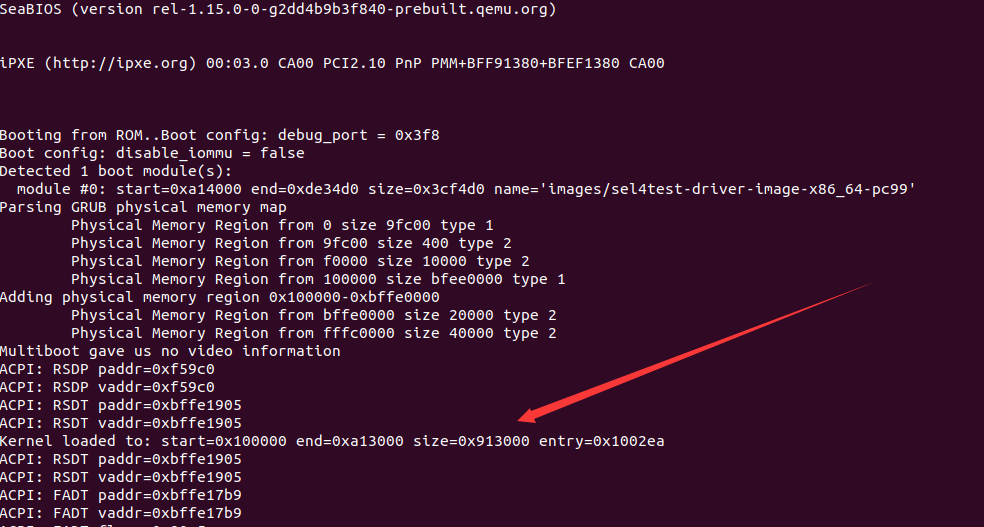 SeaBIOS (version rel-1.15.0-0-g2dd4b9b3f840-prebuilt.qemu.org)
iPXE (http://ipxe.org) 00:03.0 CA00 PCI2.10 PnP PMM+BFF91380+BFEF1380 CA00
Booting from ROM..Boot config: debug_port = 0x3f8
Boot config: disable_iommu = false
Detected 1 boot module(s):
module #0: start=0xa14000 end=0xde34d0 size=0x3cf4d0 name='images/sel4test-driver-image-x86_64-pc99'
Parsing GRUB physical memory map
Physical Memory Region from 0 size 9fc00 type 1
Physical Memory Region from 9fc00 size 400 type 2
Physical Memory Region from f0000 size 10000 type 2
Physical Memory Region from 100000 size bfee0000 type 1
Adding physical memory region 0x100000-0xbffe0000
Physical Memory Region from bffe0000 size 20000 type 2
Physical Memory Region from fffc0000 size 40000 type 2
Multiboot gave us no video information
ACPI: RSDP paddr=0xf59c0
ACPI: RSDP vaddr=0xf59c0
ACPI: RSDT paddr=0xbffe1905
ACPI: RSDT vaddr=0xbffe1905
Kernel loaded to: start=0x100000 end=0xa13000 size=0x913000 entry=0x1002ea
ACPI: RSDT paddr=0xbffe1905
ACPI: RSDT vaddr=0xbffe1905
ACPI: FADT paddr=0xbffe17b9
ACPI: FADT vaddr=0xbffe17b9